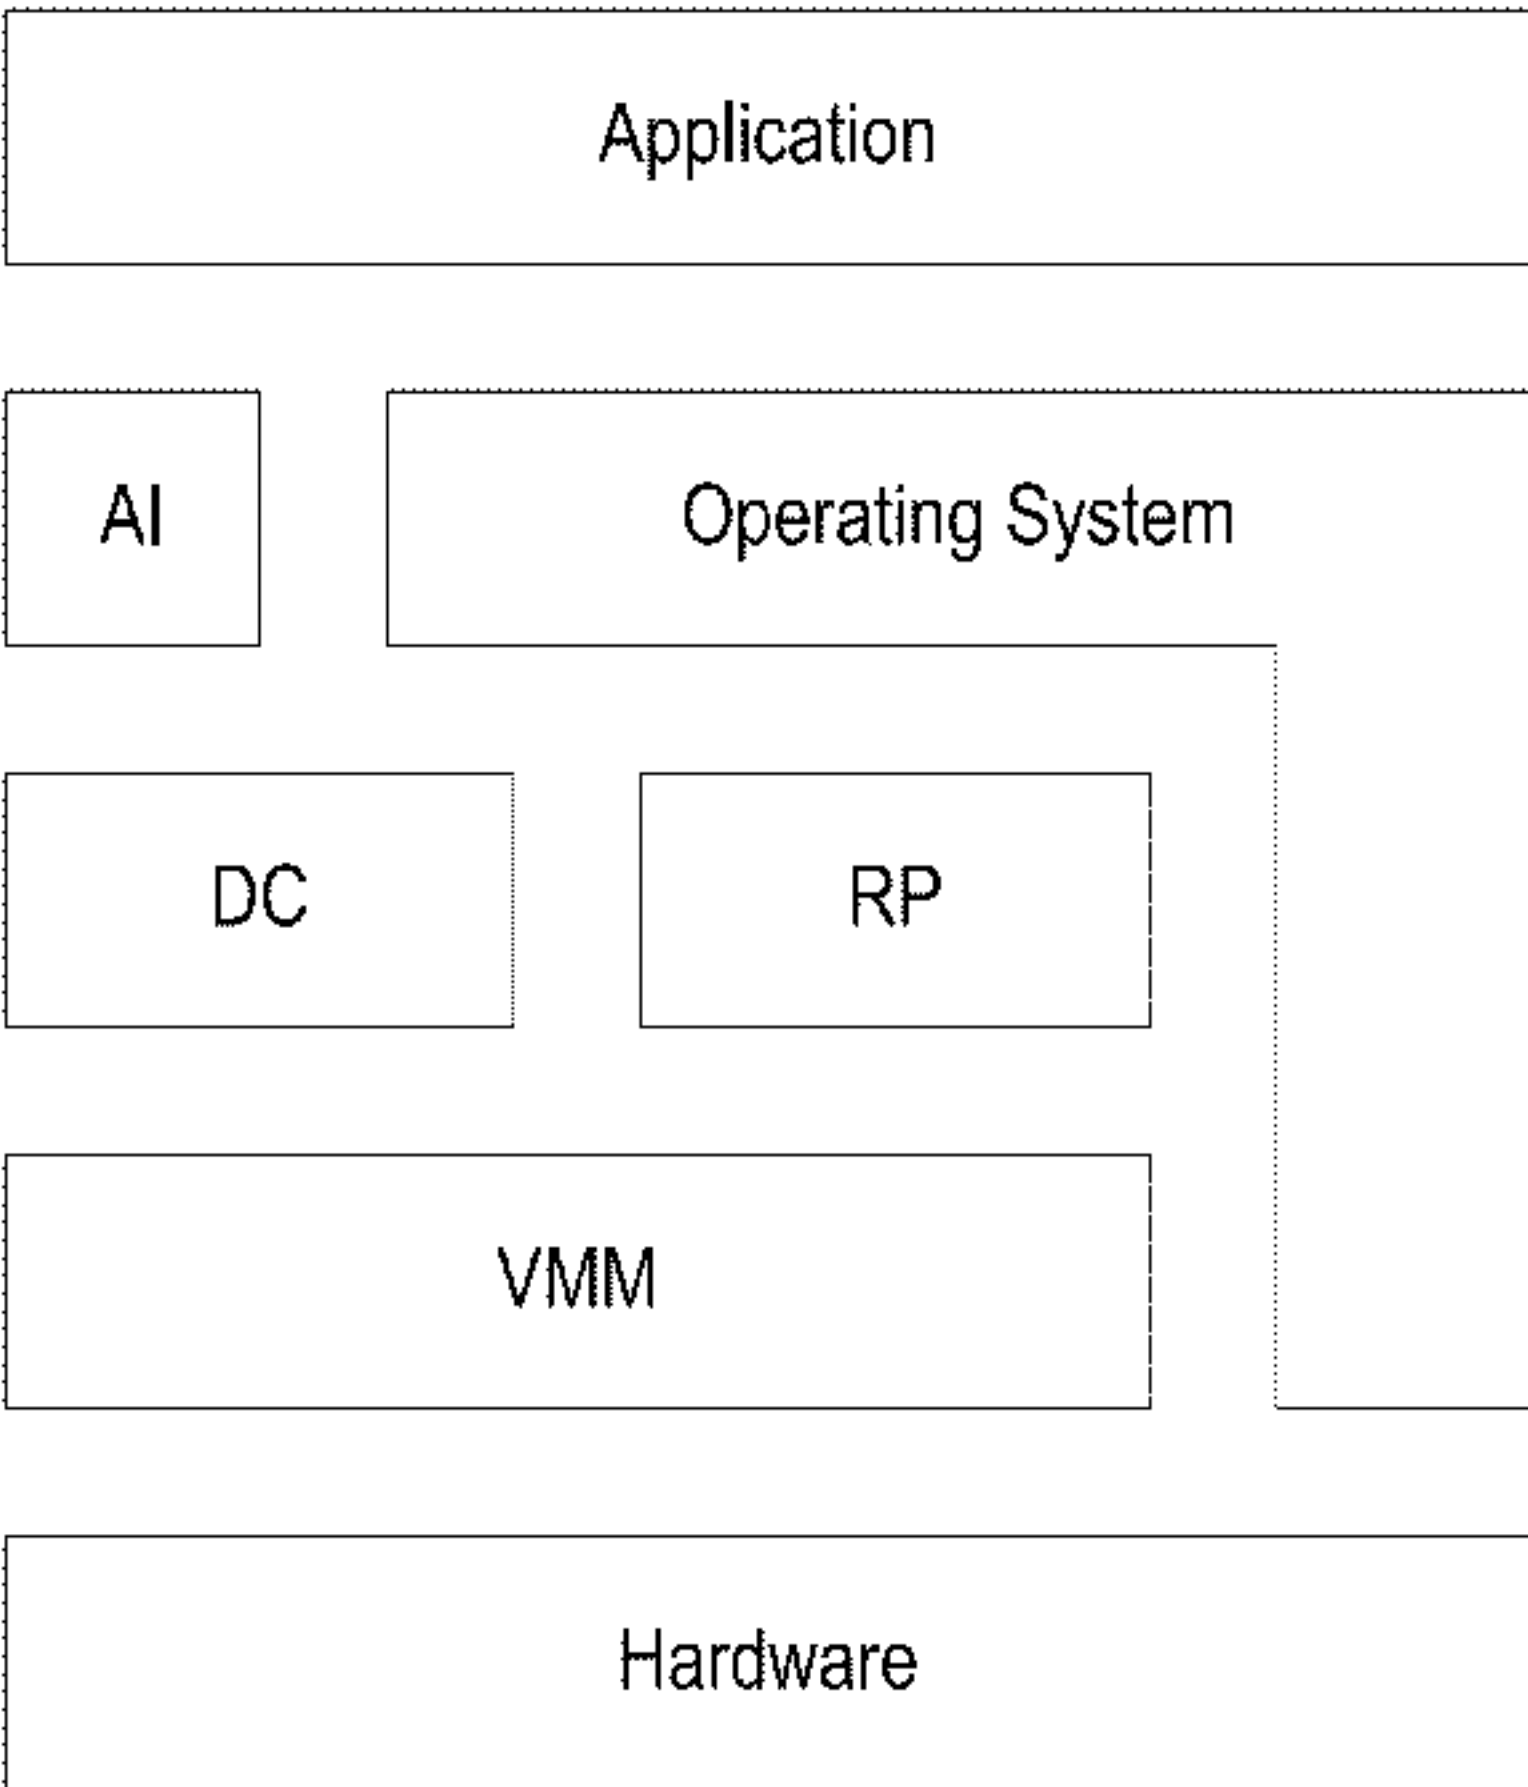 Application
AI
Operating System
DC
RP
VMM
Hardware